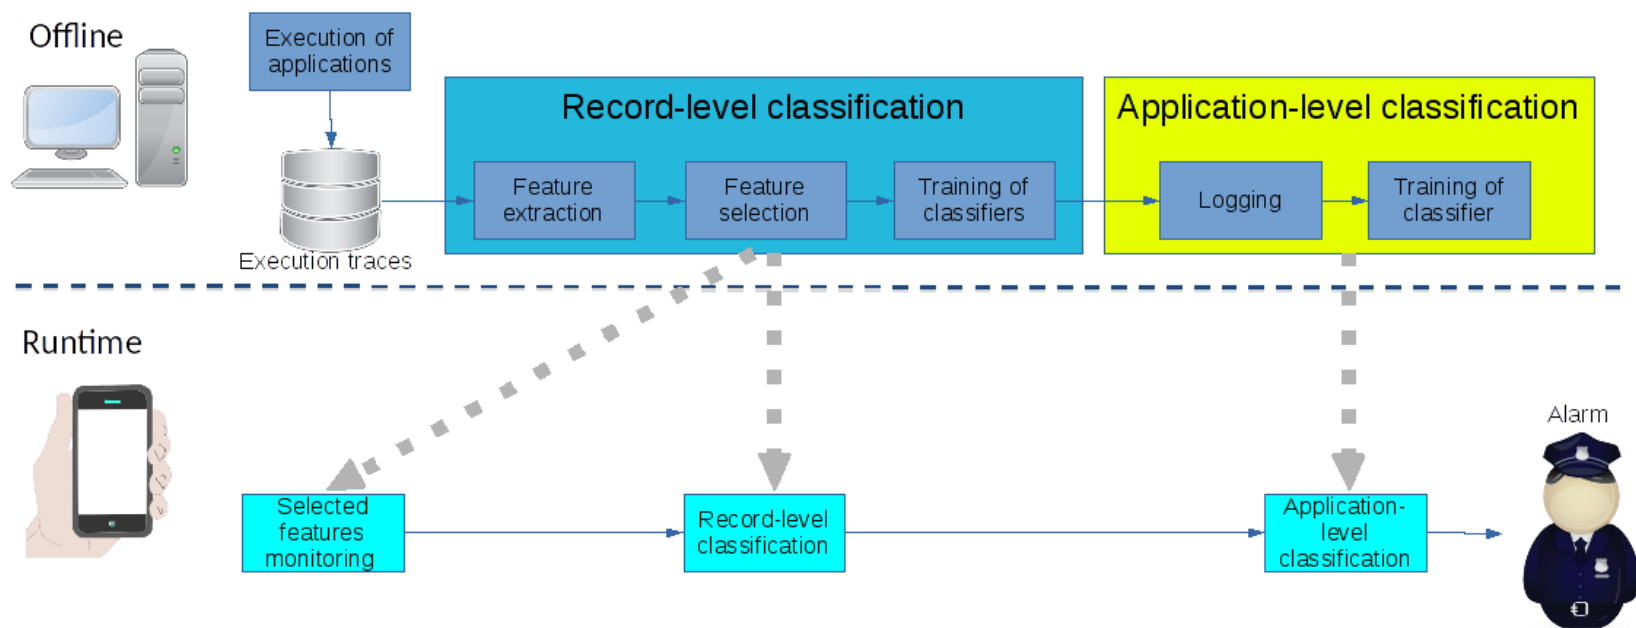 Offline
Execution of
applications
Record-level classification
Application-level classification
Feature
extraction
Feature
selection
Training of
classifiers
Logging
Training of
classifier
Execution traces
Runtime
Alarm
Selected
features
monitoring
Record-level
classification
Application-
level
classification